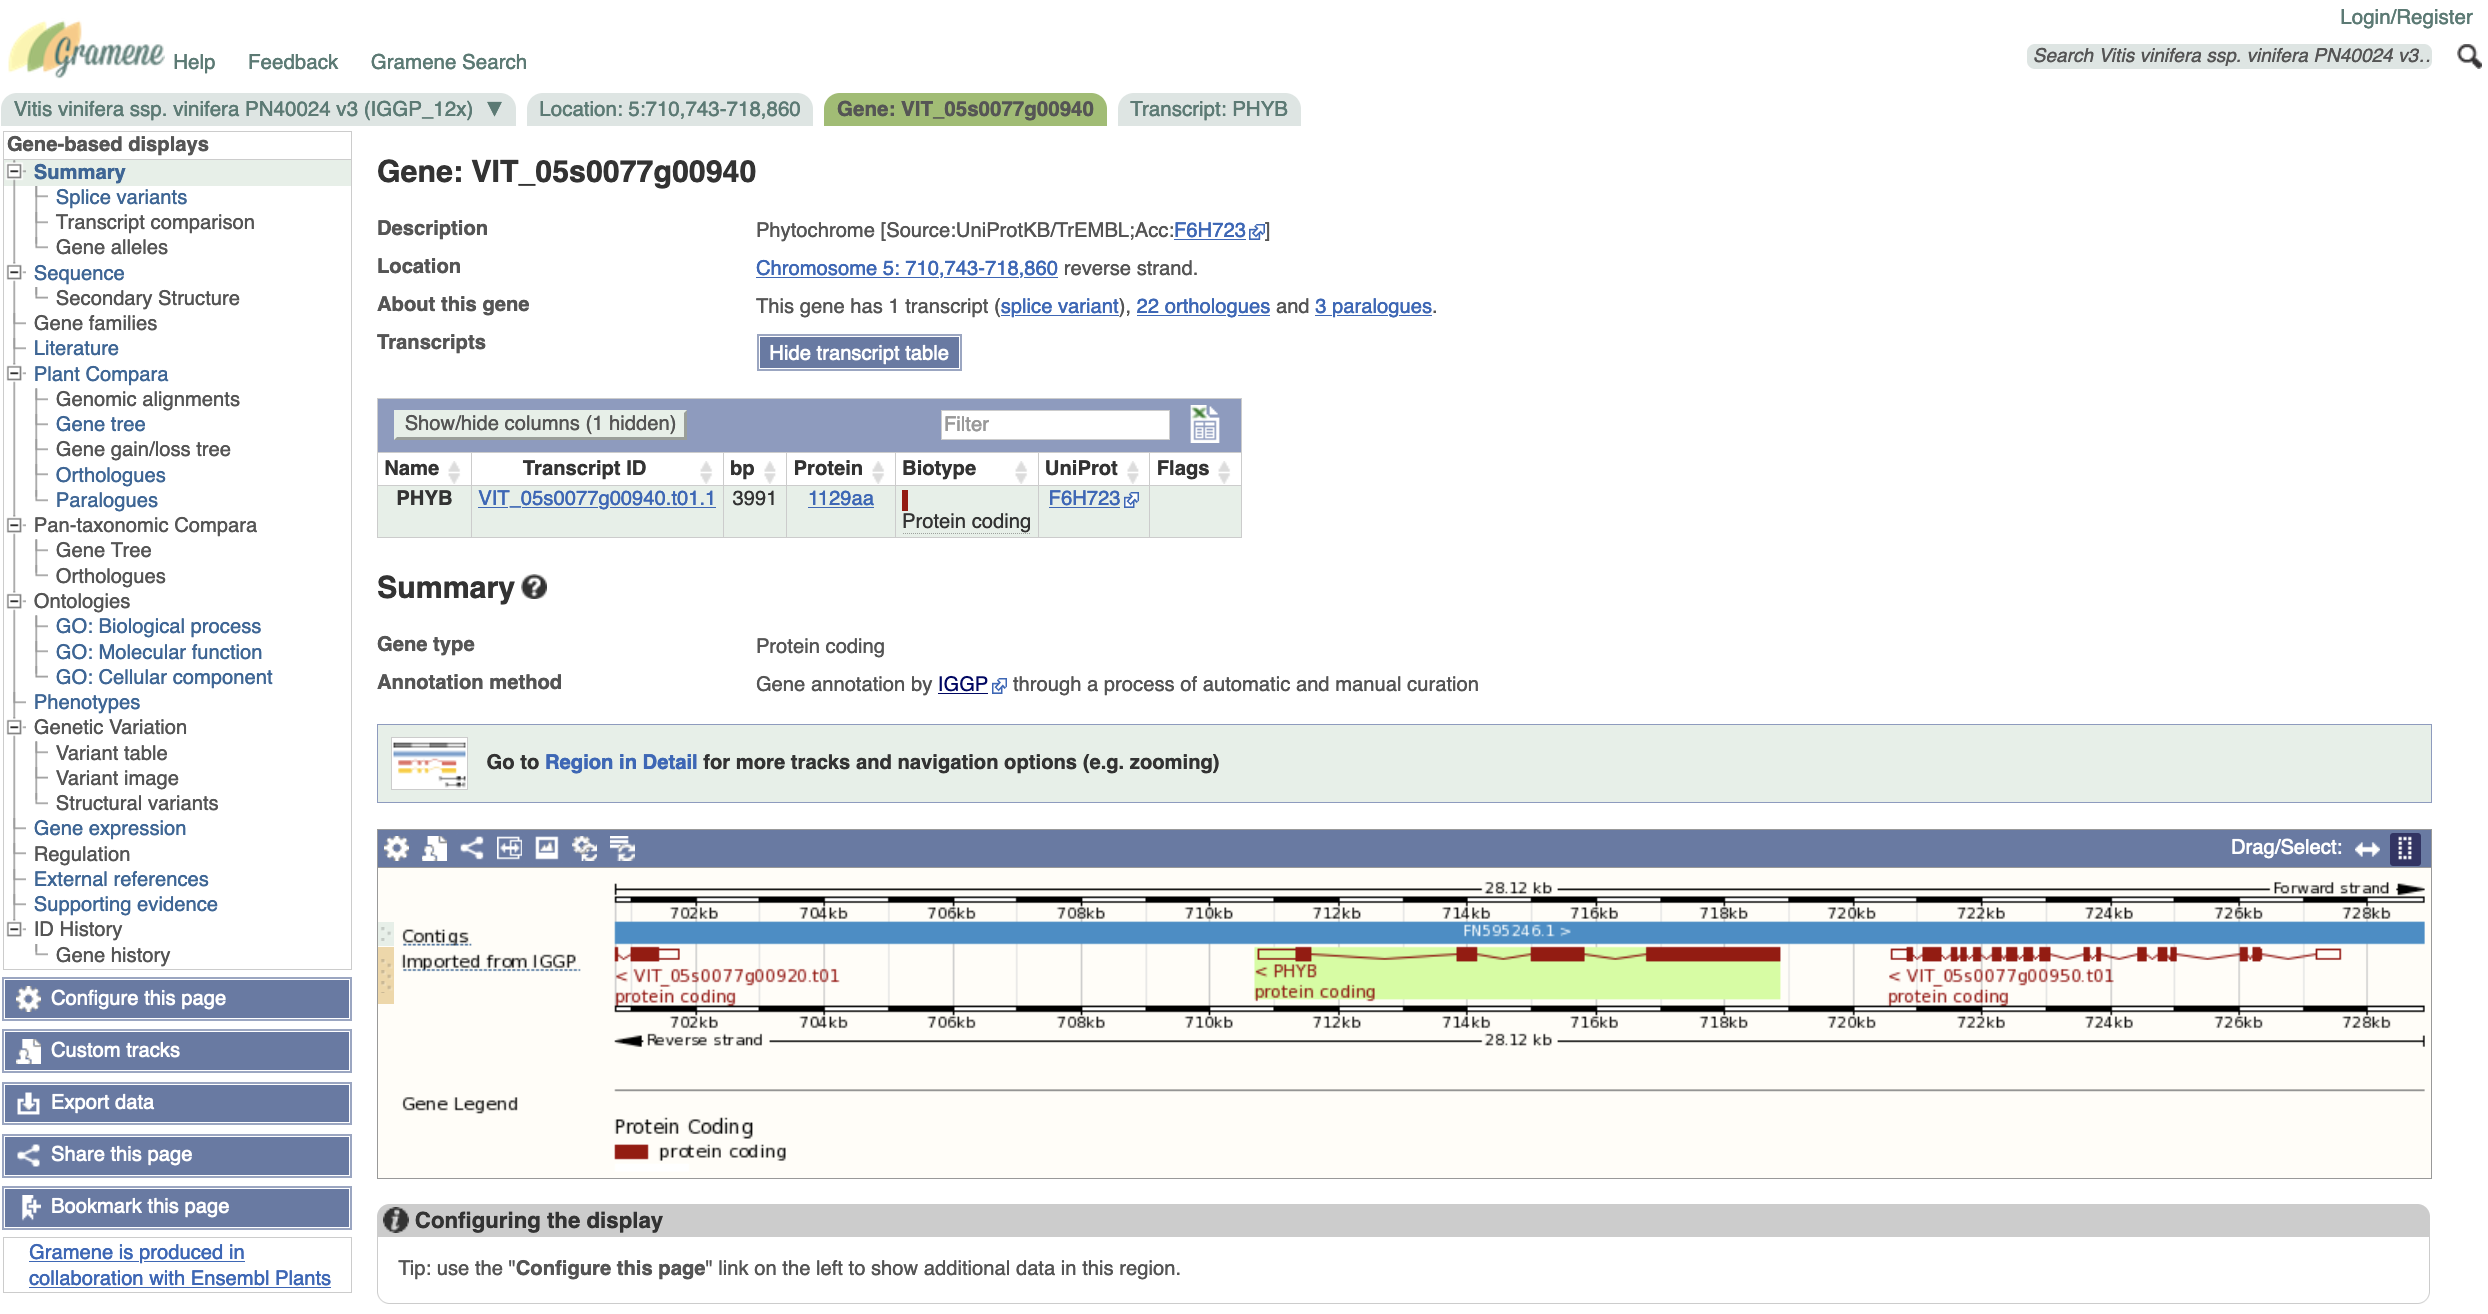 Login/Register
Gramene Help Feedback Gramene Search
Search Vitis vinifera ssp. vinifera PN40024 v3..
Vitis vinifera ssp. vinifera PN40024 v3 (IGGP_12x) ▼ Location: 5:710,743-718,860 Gene: VIT_05s0077g00940 Transcript: PHYB
Gene-based displays
Summary
Splice variants
Transcript comparison
Gene alleles
Sequence
Secondary Structure
Gene families
Literature
Plant Compara
Genomic alignments
Gene tree
Gene gain/loss tree
Orthologues
Paralogues
Pan-taxonomic Compara
Gene Tree
Orthologues
Ontologies
GO: Biological process
GO: Molecular function
GO: Cellular component
Phenotypes
Genetic Variation
Variant table
Variant image
Structural variants
Gene expression
Regulation
External references
Supporting evidence
ID History
Gene history
Configure this page
Custom tracks
Export data
Share this page
Bookmark this page
Gramene is produced in
collaboration with Ensembl Plants
Gene: VIT_05s0077g00940
Description Phytochrome [Source:UniProtKB/TrEMBL;Acc:F6H723]
Location Chromosome 5: 710,743-718,860 reverse strand.
About this gene This gene has 1 transcript (splice variant), 22 orthologues and 3 paralogues.
Transcripts Hide transcript table
Show/hide columns (1 hidden) Filter
Name Transcript ID bp Protein Biotype UniProt Flags
PHYB VIT_05s0077g00940.t01.1 3991 1129aa Protein coding F6H723
Summary ?
Gene type Protein coding
Annotation method Gene annotation by IGGP through a process of automatic and manual curation
Go to Region in Detail for more tracks and navigation options (e.g. zooming)
Drag/Select:
28.12 kb Forward strand
702kb 704kb 706kb 708kb 710kb 712kb 714kb 716kb 718kb 720kb 722kb 724kb 726kb 728kb
Contigs FN595246.1 >
Imported from IGGP
< VIT_05s0077g00920.t01 < PHYB < VIT_05s0077g00950.t01
protein coding protein coding protein coding
702kb 704kb 706kb 708kb 710kb 712kb 714kb 716kb 718kb 720kb 722kb 724kb 726kb 728kb
Reverse strand 28.12 kb
Gene Legend
Protein Coding
protein coding
i Configuring the display
Tip: use the "Configure this page" link on the left to show additional data in this region.